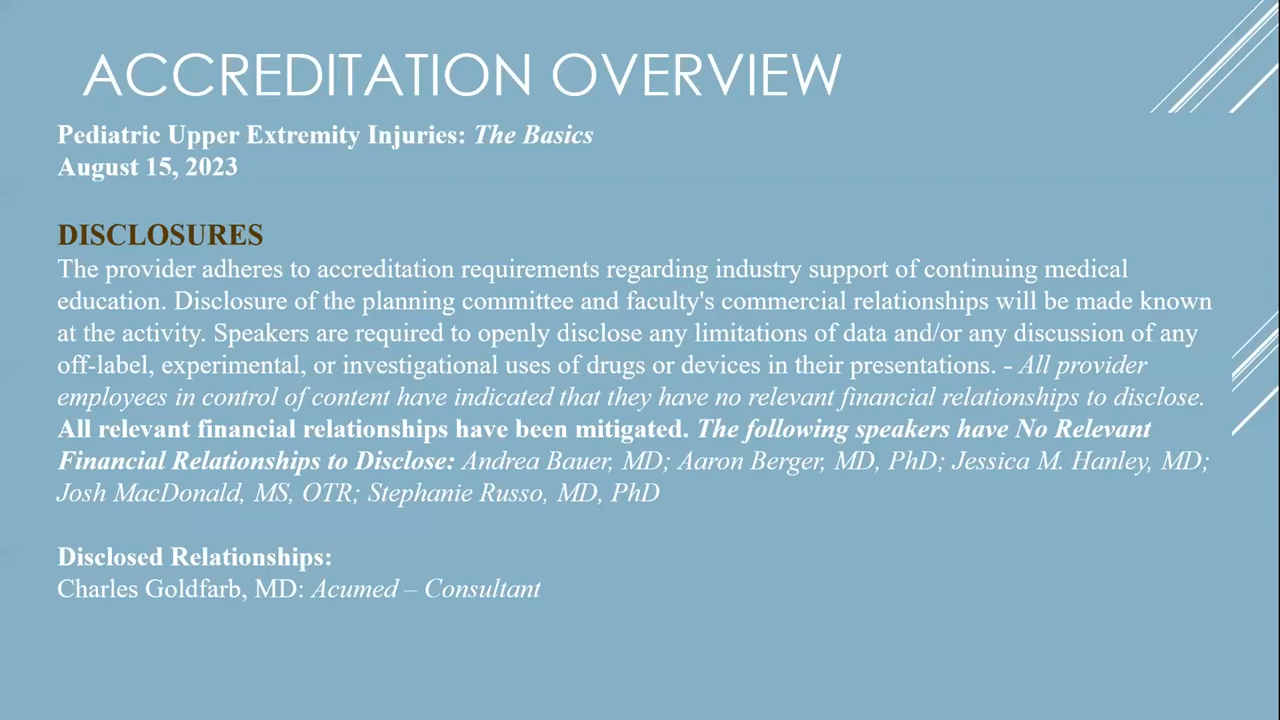 ACCREDITATION OVERVIEW
Pediatric Upper Extremity Injuries: The Basics
August 15, 2023
DISCLOSURES
The provider adheres to accreditation requirements regarding industry support of continuing medical
education. Disclosure of the planning committee and faculty's commercial relationships will be made known
at the activity. Speakers are required to openly disclose any limitations of data and/or any discussion of any
off-label, experimental, or investigational uses of drugs or devices in their presentations. - All provider
employees in control of content have indicated that they have no relevant financial relationships to disclose.
All relevant financial relationships have been mitigated. The following speakers have No Relevant
Financial Relationships to Disclose: Andrea Bauer, MD; Aaron Berger, MD, PhD; Jessica M. Hanley, MD;
Josh MacDonald, MS, OTR; Stephanie Russo, MD, PhD
Disclosed Relationships:
Charles Goldfarb, MD: Acumed – Consultant